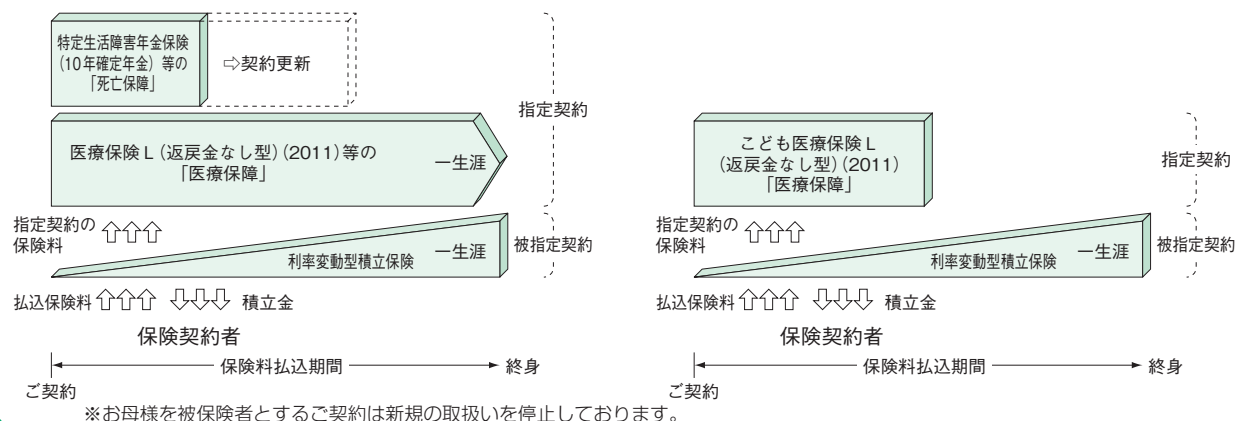 特定生活障害年金保険
(10年確定年金)等の
「死亡保障」
⇨契約更新
指定契約
医療保険L(返戻金なし型)(2011)等の
「医療保障」
一生涯
指定契約の
保険料
利率変動型積立保険
一生涯
被指定契約
払込保険料
積立金
保険契約者
保険料払込期間
終身
ご契約
こども医療保険L
(返戻金なし型)(2011)
「医療保障」
指定契約
指定契約の
保険料
利率変動型積立保険
一生涯
被指定契約
払込保険料
積立金
保険契約者
保険料払込期間
終身
ご契約
※お母様を被保険者とするご契約は新規の取扱いを停止しております。